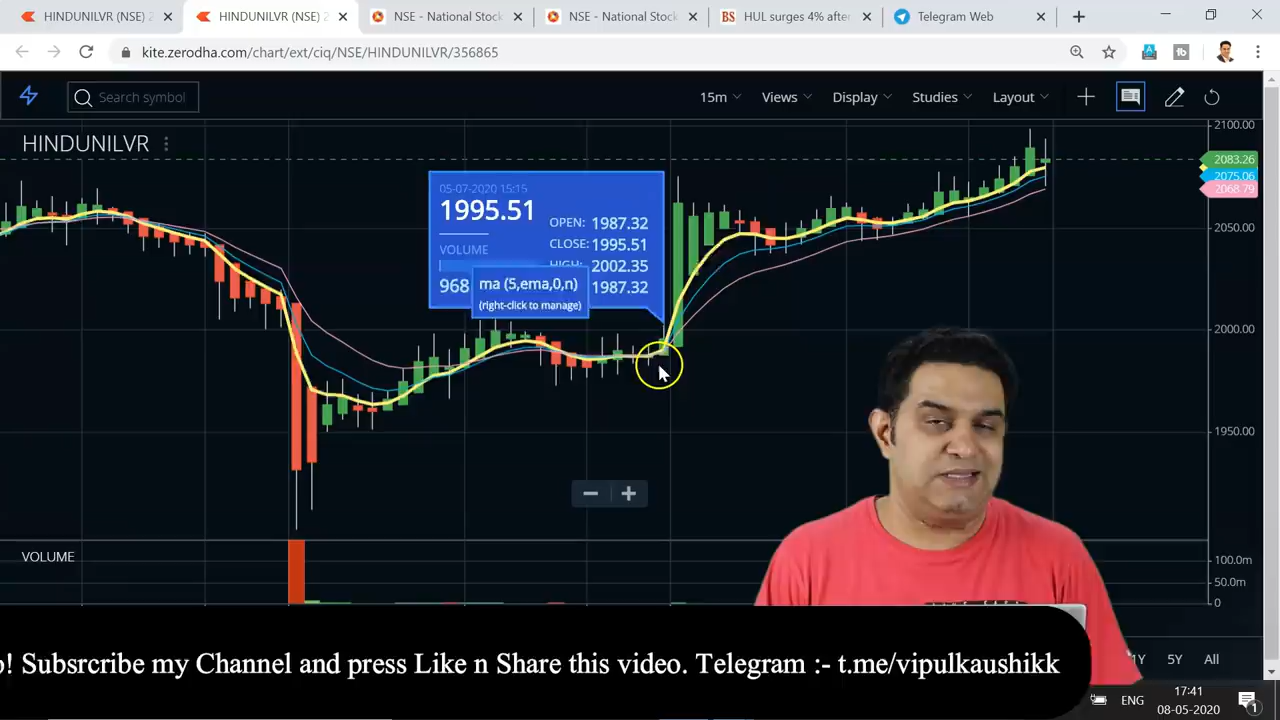 HINDUNILVR (NSE) 2
HINDUNILVR (NSE) 2
NSE - National Stock
NSE - National Stock
BS
HUL surges 4% after
Telegram Web
kite.zerodha.com/chart/ext/ciq/NSE/HINDUNILVR/356865
Search symbol
15m
Views
Display
Studies
Layout
HINDUNILVR
2100.00
2083.26
2075.06
2068.79
2050.00
2000.00
1950.00
05-07-2020 15:15
1995.51
VOLUME
968
OPEN: 1987.32
CLOSE: 1995.51
HIGH: 2002.35
1987.32
ma (5,ema,0,n)
(right-click to manage)
VOLUME
100.0m
50.0m
0
1Y
5Y
All
! Subsrcribe my Channel and press Like n Share this video. Telegram :- t.me/vipulkaushikk
ENG
17:41
08-05-2020
1